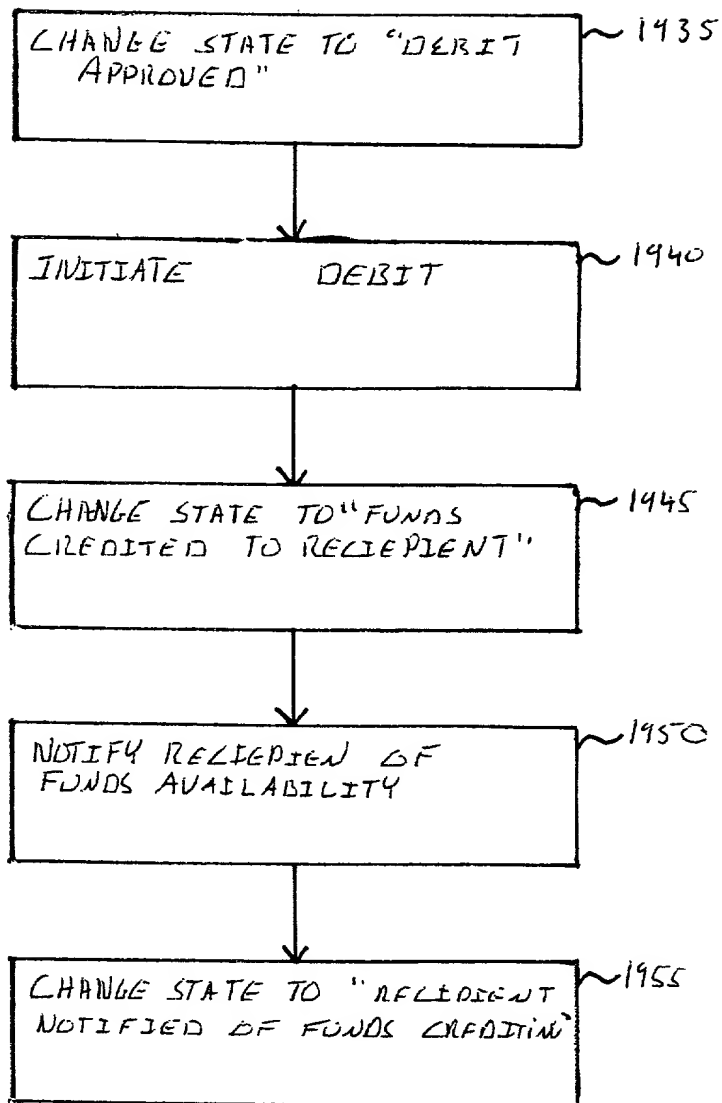 CHANGE STATE TO "DEBIT
APPROVED"
1935
INITIATE DEBIT
1940
CHANGE STATE TO "FUNDS
CREDITED TO RECIEPIENT"
1945
NOTIFY RECIEPIEN OF
FUNDS AVAILABILITY
1950
CHANGE STATE TO "RECIPIENT
NOTIFIED OF FUNDS CREDITIN"
1955